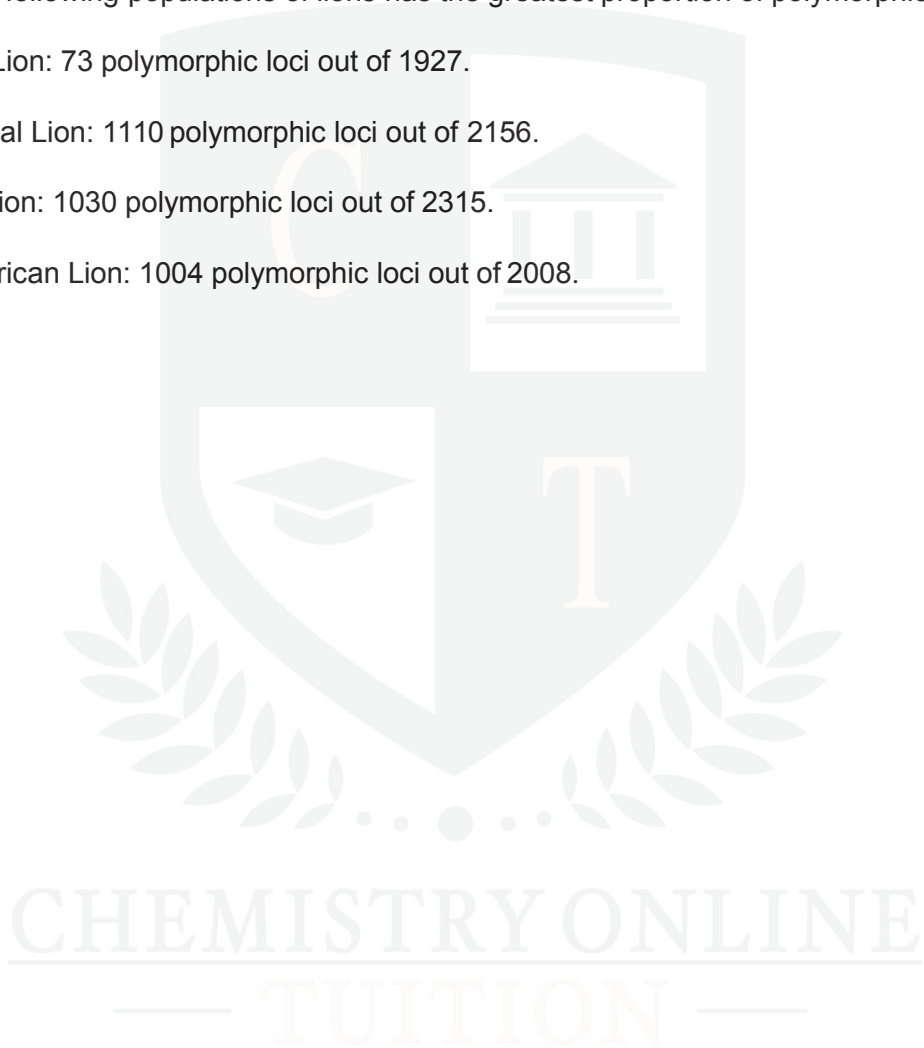 following populations of lions has the greatest proportion of polymorphic
Lion: 73 polymorphic loci out of 1927.
al Lion: 1110 polymorphic loci out of 2156.
ion: 1030 polymorphic loci out of 2315.
rican Lion: 1004 polymorphic loci out of 2008.
C
T
CHEMISTRY ONLINE
— TUITION —